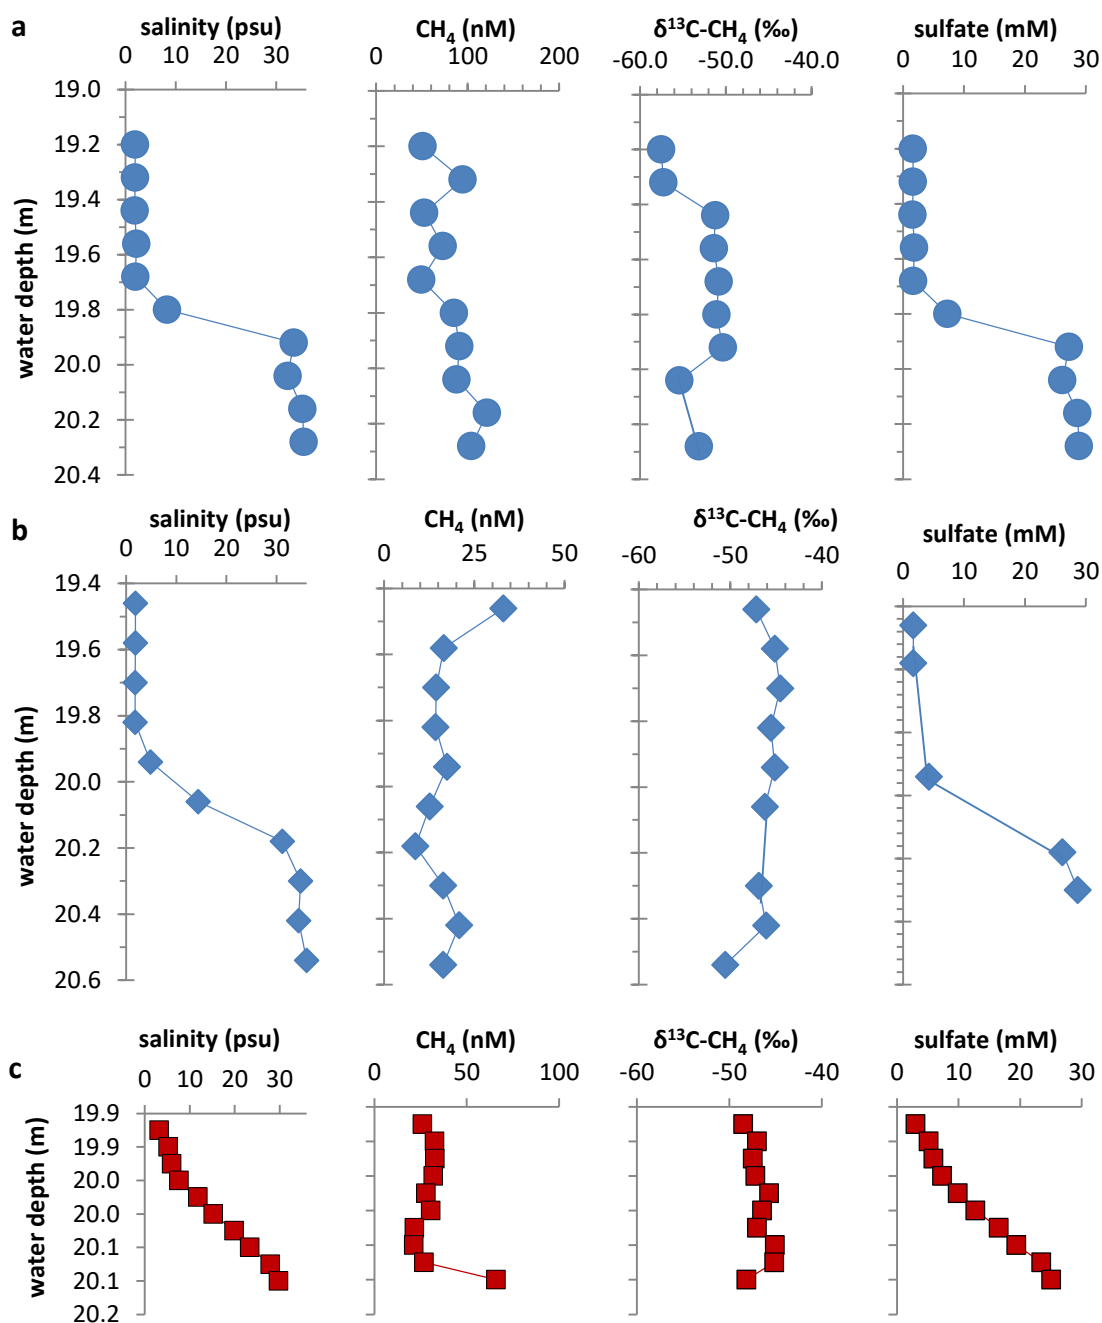 a
salinity (psu)
CH₄ (nM)
δ¹³C-CH₄ (‰)
sulfate (mM)
0 10 20 30
0 100 200
-60.0 -50.0 -40.0
0 10 20 30
water depth (m)
19.0
19.2
19.4
19.6
19.8
20.0
20.2
20.4
b
salinity (psu)
CH₄ (nM)
δ¹³C-CH₄ (‰)
sulfate (mM)
0 10 20 30
0 25 50
-60 -50 -40
0 10 20 30
water depth (m)
19.4
19.6
19.8
20.0
20.2
20.4
20.6
c
salinity (psu)
CH₄ (nM)
δ¹³C-CH₄ (‰)
sulfate (mM)
0 10 20 30
0 50 100
-60 -50 -40
0 10 20 30
water depth (m)
19.9
19.9
20.0
20.0
20.1
20.1
20.2